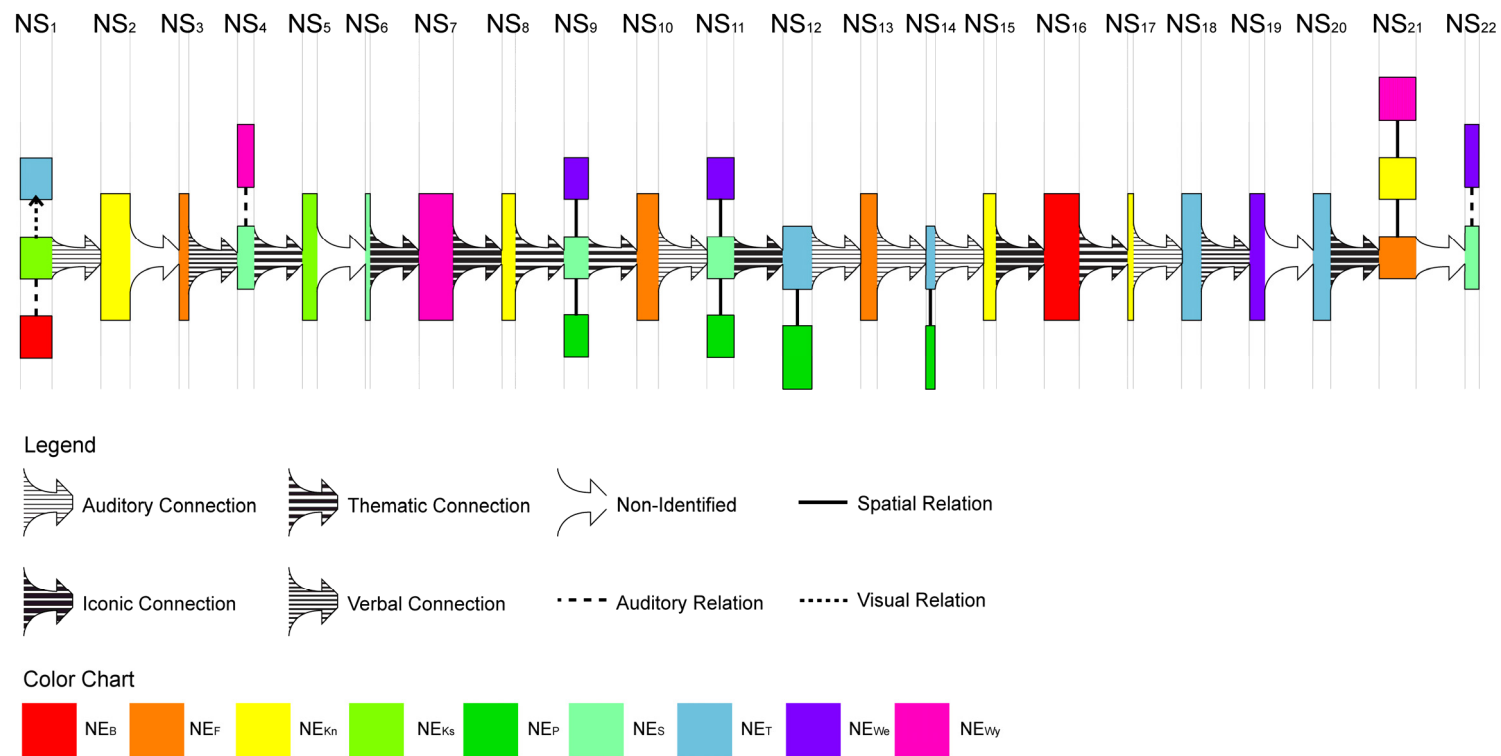 NS1 NS2 NS3 NS4 NS5 NS6 NS7 NS8 NS9 NS10 NS11 NS12 NS13 NS14 NS15 NS16 NS17 NS18 NS19 NS20 NS21 NS22
Legend
Auditory Connection Thematic Connection Non-Identified Spatial Relation
Iconic Connection Verbal Connection Auditory Relation Visual Relation
Color Chart
NEB NEF NEKn NEKs NEP NES NET NEWe NEWy